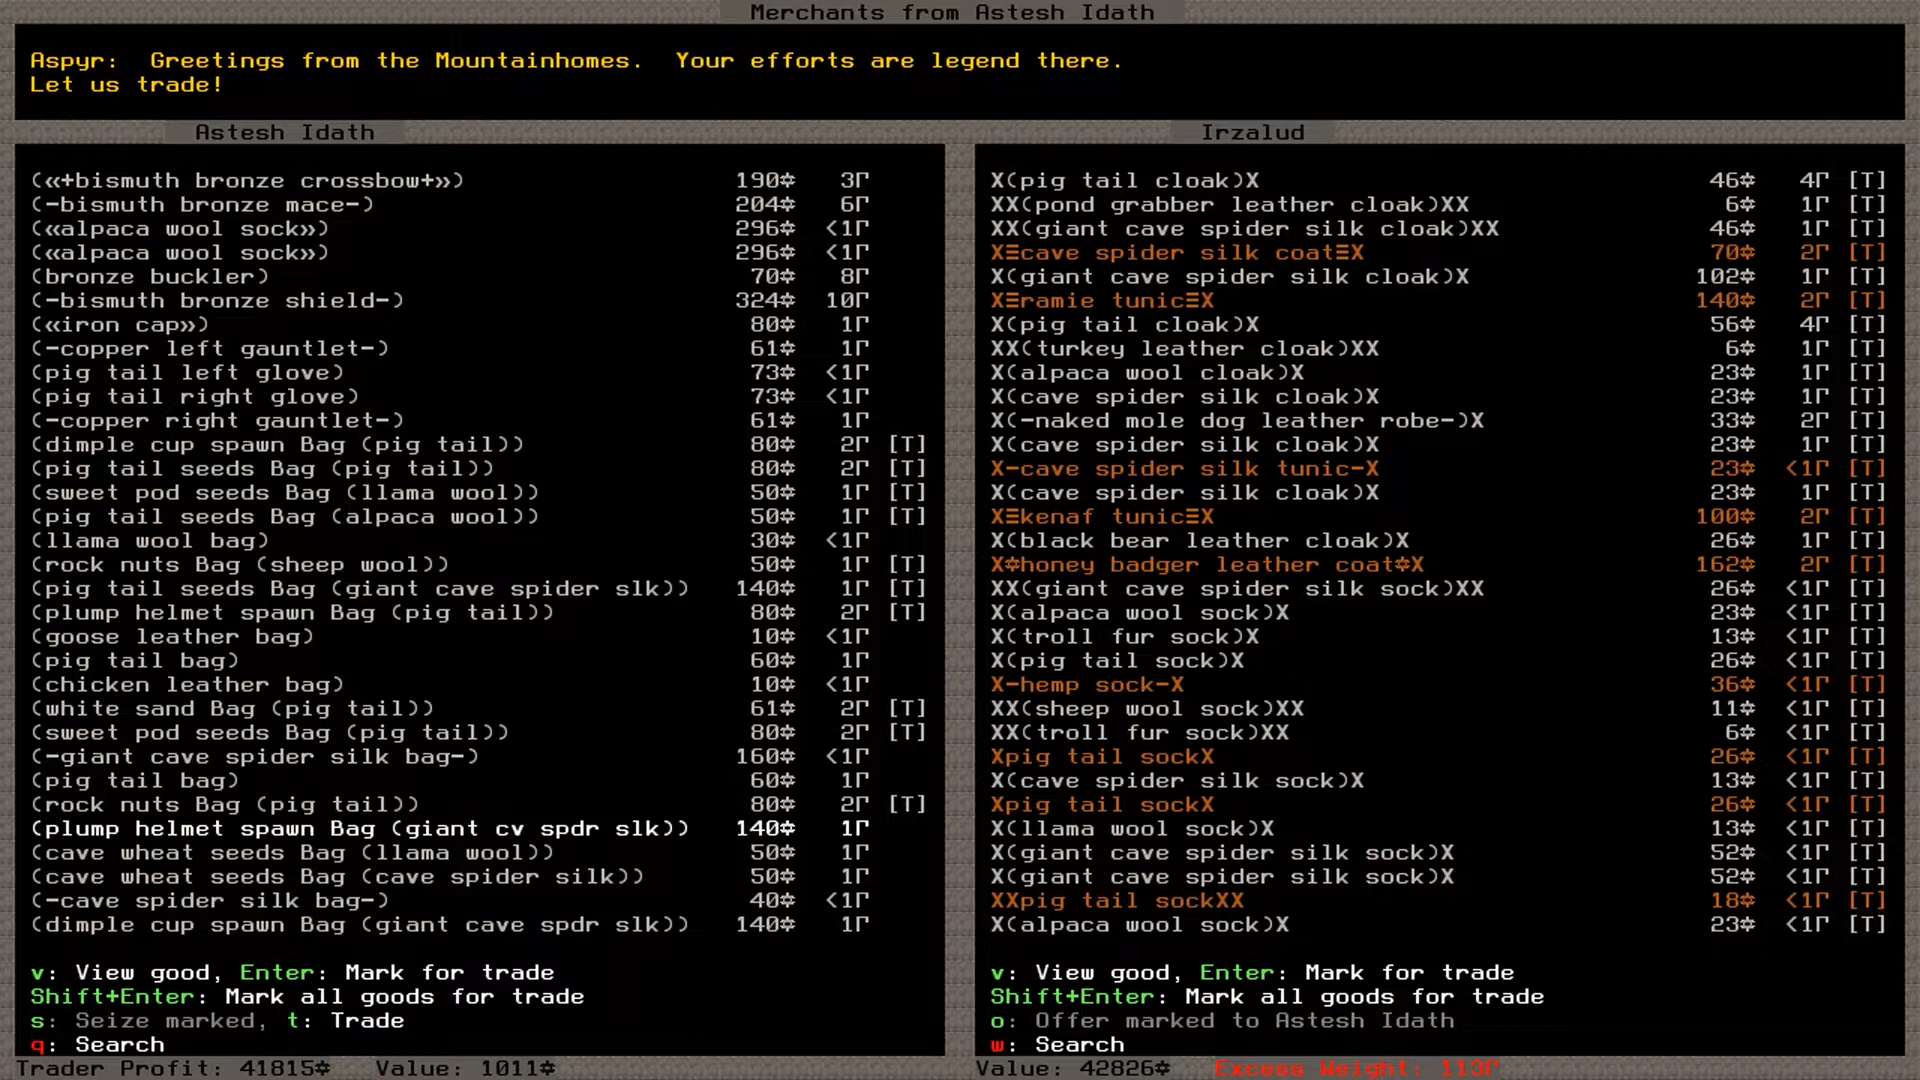 Merchants from Astesh Idath
Aspyr:  Greetings from the Mountainhomes.  Your efforts are legend there.
Let us trade!
Astesh Idath
(«+bismuth bronze crossbow+») 190☼ 3Γ
(-bismuth bronze mace-) 204☼ 6Γ
(«alpaca wool sock») 296☼ <1Γ
(«alpaca wool sock») 296☼ <1Γ
(bronze buckler) 70☼ 8Γ
(-bismuth bronze shield-) 324☼ 10Γ
(«iron cap») 80☼ 1Γ
(-copper left gauntlet-) 61☼ 1Γ
(pig tail left glove) 73☼ <1Γ
(pig tail right glove) 73☼ <1Γ
(-copper right gauntlet-) 61☼ 1Γ
(dimple cup spawn Bag (pig tail)) 80☼ 2Γ [T]
(pig tail seeds Bag (pig tail)) 80☼ 2Γ [T]
(sweet pod seeds Bag (llama wool)) 50☼ 1Γ [T]
(pig tail seeds Bag (alpaca wool)) 50☼ 1Γ [T]
(llama wool bag) 30☼ <1Γ
(rock nuts Bag (sheep wool)) 50☼ 1Γ [T]
(pig tail seeds Bag (giant cave spider slk)) 140☼ 1Γ [T]
(plump helmet spawn Bag (pig tail)) 80☼ 2Γ [T]
(goose leather bag) 10☼ <1Γ
(pig tail bag) 60☼ 1Γ
(chicken leather bag) 10☼ <1Γ
(white sand Bag (pig tail)) 61☼ 2Γ [T]
(sweet pod seeds Bag (pig tail)) 80☼ 2Γ [T]
(-giant cave spider silk bag-) 160☼ <1Γ
(pig tail bag) 60☼ 1Γ
(rock nuts Bag (pig tail)) 80☼ 2Γ [T]
(plump helmet spawn Bag (giant cv spdr slk)) 140☼ 1Γ
(cave wheat seeds Bag (llama wool)) 50☼ 1Γ
(cave wheat seeds Bag (cave spider silk)) 50☼ 1Γ
(-cave spider silk bag-) 40☼ <1Γ
(dimple cup spawn Bag (giant cave spdr slk)) 140☼ 1Γ
v: View good, Enter: Mark for trade
Shift+Enter: Mark all goods for trade
s: Seize marked, t: Trade
q: Search
Trader Profit: 41815☼   Value: 1011☼
Irzalud
X(pig tail cloak)X 46☼ 4Γ [T]
XX(pond grabber leather cloak)XX 6☼ 1Γ [T]
XX(giant cave spider silk cloak)XX 46☼ 1Γ [T]
X≡cave spider silk coat≡X 70☼ 2Γ [T]
X(giant cave spider silk cloak)X 102☼ 1Γ [T]
X≡ramie tunic≡X 140☼ 2Γ [T]
X(pig tail cloak)X 56☼ 4Γ [T]
XX(turkey leather cloak)XX 6☼ 1Γ [T]
X(alpaca wool cloak)X 23☼ 1Γ [T]
X(cave spider silk cloak)X 23☼ 1Γ [T]
X(-naked mole dog leather robe-)X 33☼ 2Γ [T]
X(cave spider silk cloak)X 23☼ 1Γ [T]
X-cave spider silk tunic-X 23☼ <1Γ [T]
X(cave spider silk cloak)X 23☼ 1Γ [T]
X≡kenaf tunic≡X 100☼ 2Γ [T]
X(black bear leather cloak)X 26☼ 1Γ [T]
X☼honey badger leather coat☼X 162☼ 2Γ [T]
XX(giant cave spider silk sock)XX 26☼ <1Γ [T]
X(alpaca wool sock)X 23☼ <1Γ [T]
X(troll fur sock)X 13☼ <1Γ [T]
X(pig tail sock)X 26☼ <1Γ [T]
X-hemp sock-X 36☼ <1Γ [T]
XX(sheep wool sock)XX 11☼ <1Γ [T]
XX(troll fur sock)XX 6☼ <1Γ [T]
Xpig tail sockX 26☼ <1Γ [T]
X(cave spider silk sock)X 13☼ <1Γ [T]
Xpig tail sockX 26☼ <1Γ [T]
X(llama wool sock)X 13☼ <1Γ [T]
X(giant cave spider silk sock)X 52☼ <1Γ [T]
X(giant cave spider silk sock)X 52☼ <1Γ [T]
XXpig tail sockXX 18☼ <1Γ [T]
X(alpaca wool sock)X 23☼ <1Γ [T]
v: View good, Enter: Mark for trade
Shift+Enter: Mark all goods for trade
o: Offer marked to Astesh Idath
w: Search
Value: 42826☼   Excess Weight: 113Γ